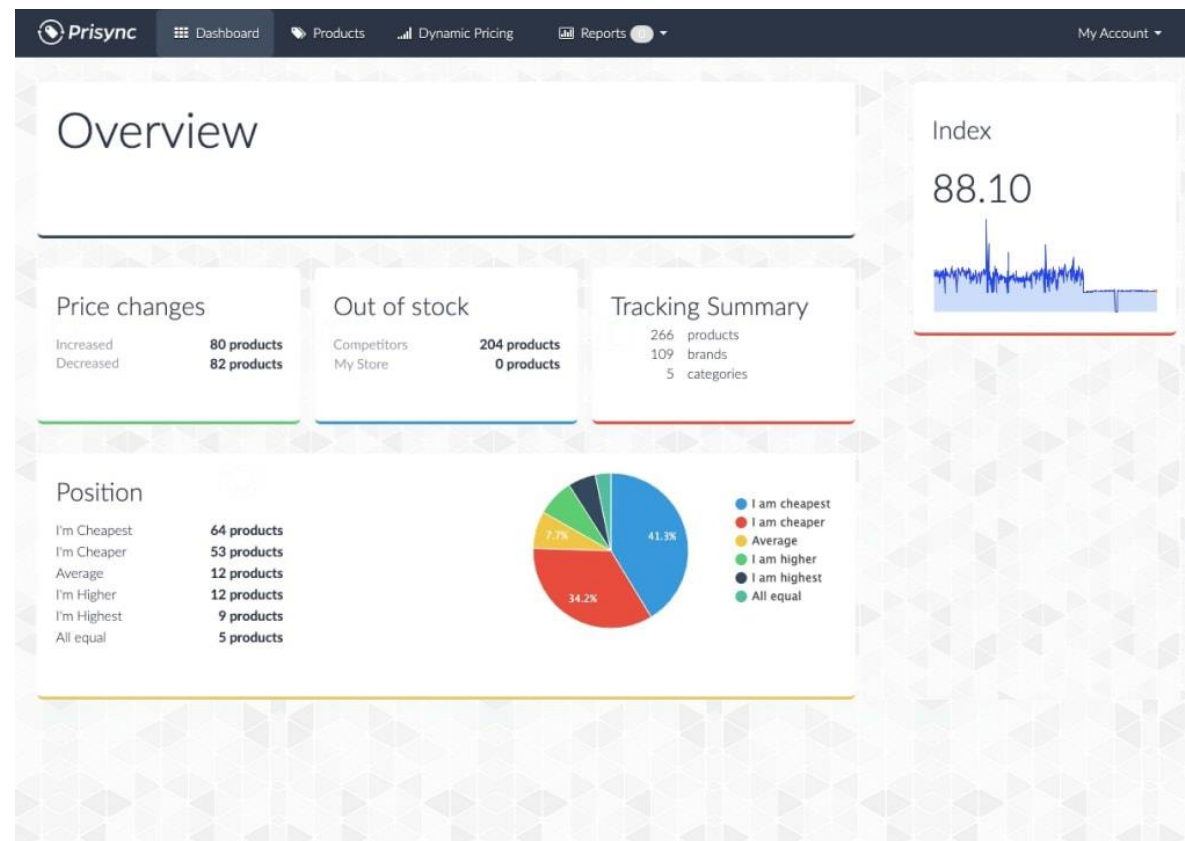 Prisync Dashboard Products Dynamic Pricing Reports 0 My Account
Overview
Index
88.10
Price changes
Increased 80 products
Decreased 82 products
Out of stock
Competitors 204 products
My Store 0 products
Tracking Summary
266 products
109 brands
5 categories
Position
I'm Cheapest 64 products
I'm Cheaper 53 products
Average 12 products
I'm Higher 12 products
I'm Highest 9 products
All equal 5 products
7.7%
41.3%
34.2%
I am cheapest
I am cheaper
Average
I am higher
I am highest
All equal